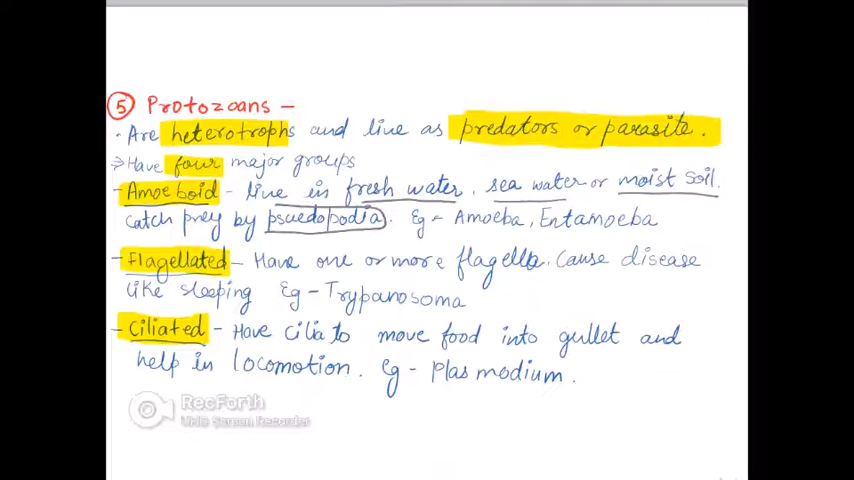 ⑤ Protozoans -
· Are heterotrophs and live as predators or parasite.
⇒ Have four major groups
- Amoeboid - live in fresh water, sea water or moist soil.
catch prey by psuedopodia. Eg - Amoeba, Entamoeba
- Flagellated - Have one or more flagella. Cause disease
like sleeping Eg - Trypanosoma
- Ciliated - Have cilia to move food into gullet and
help in locomotion. Eg - Plasmodium.
RecForth